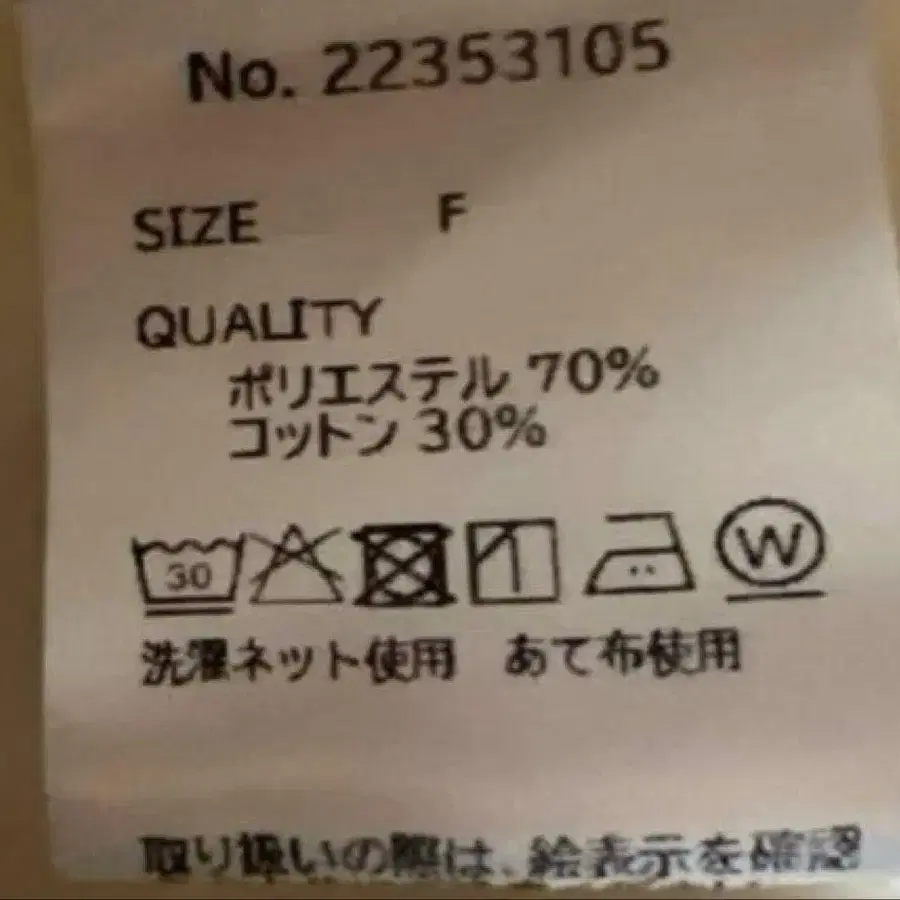 No. 22353105
SIZE F
QUALITY
ポリエステル 70%
コットン 30%
30 W
洗濯ネット使用 あて布使用
取り扱いの際は、絵表示を確認